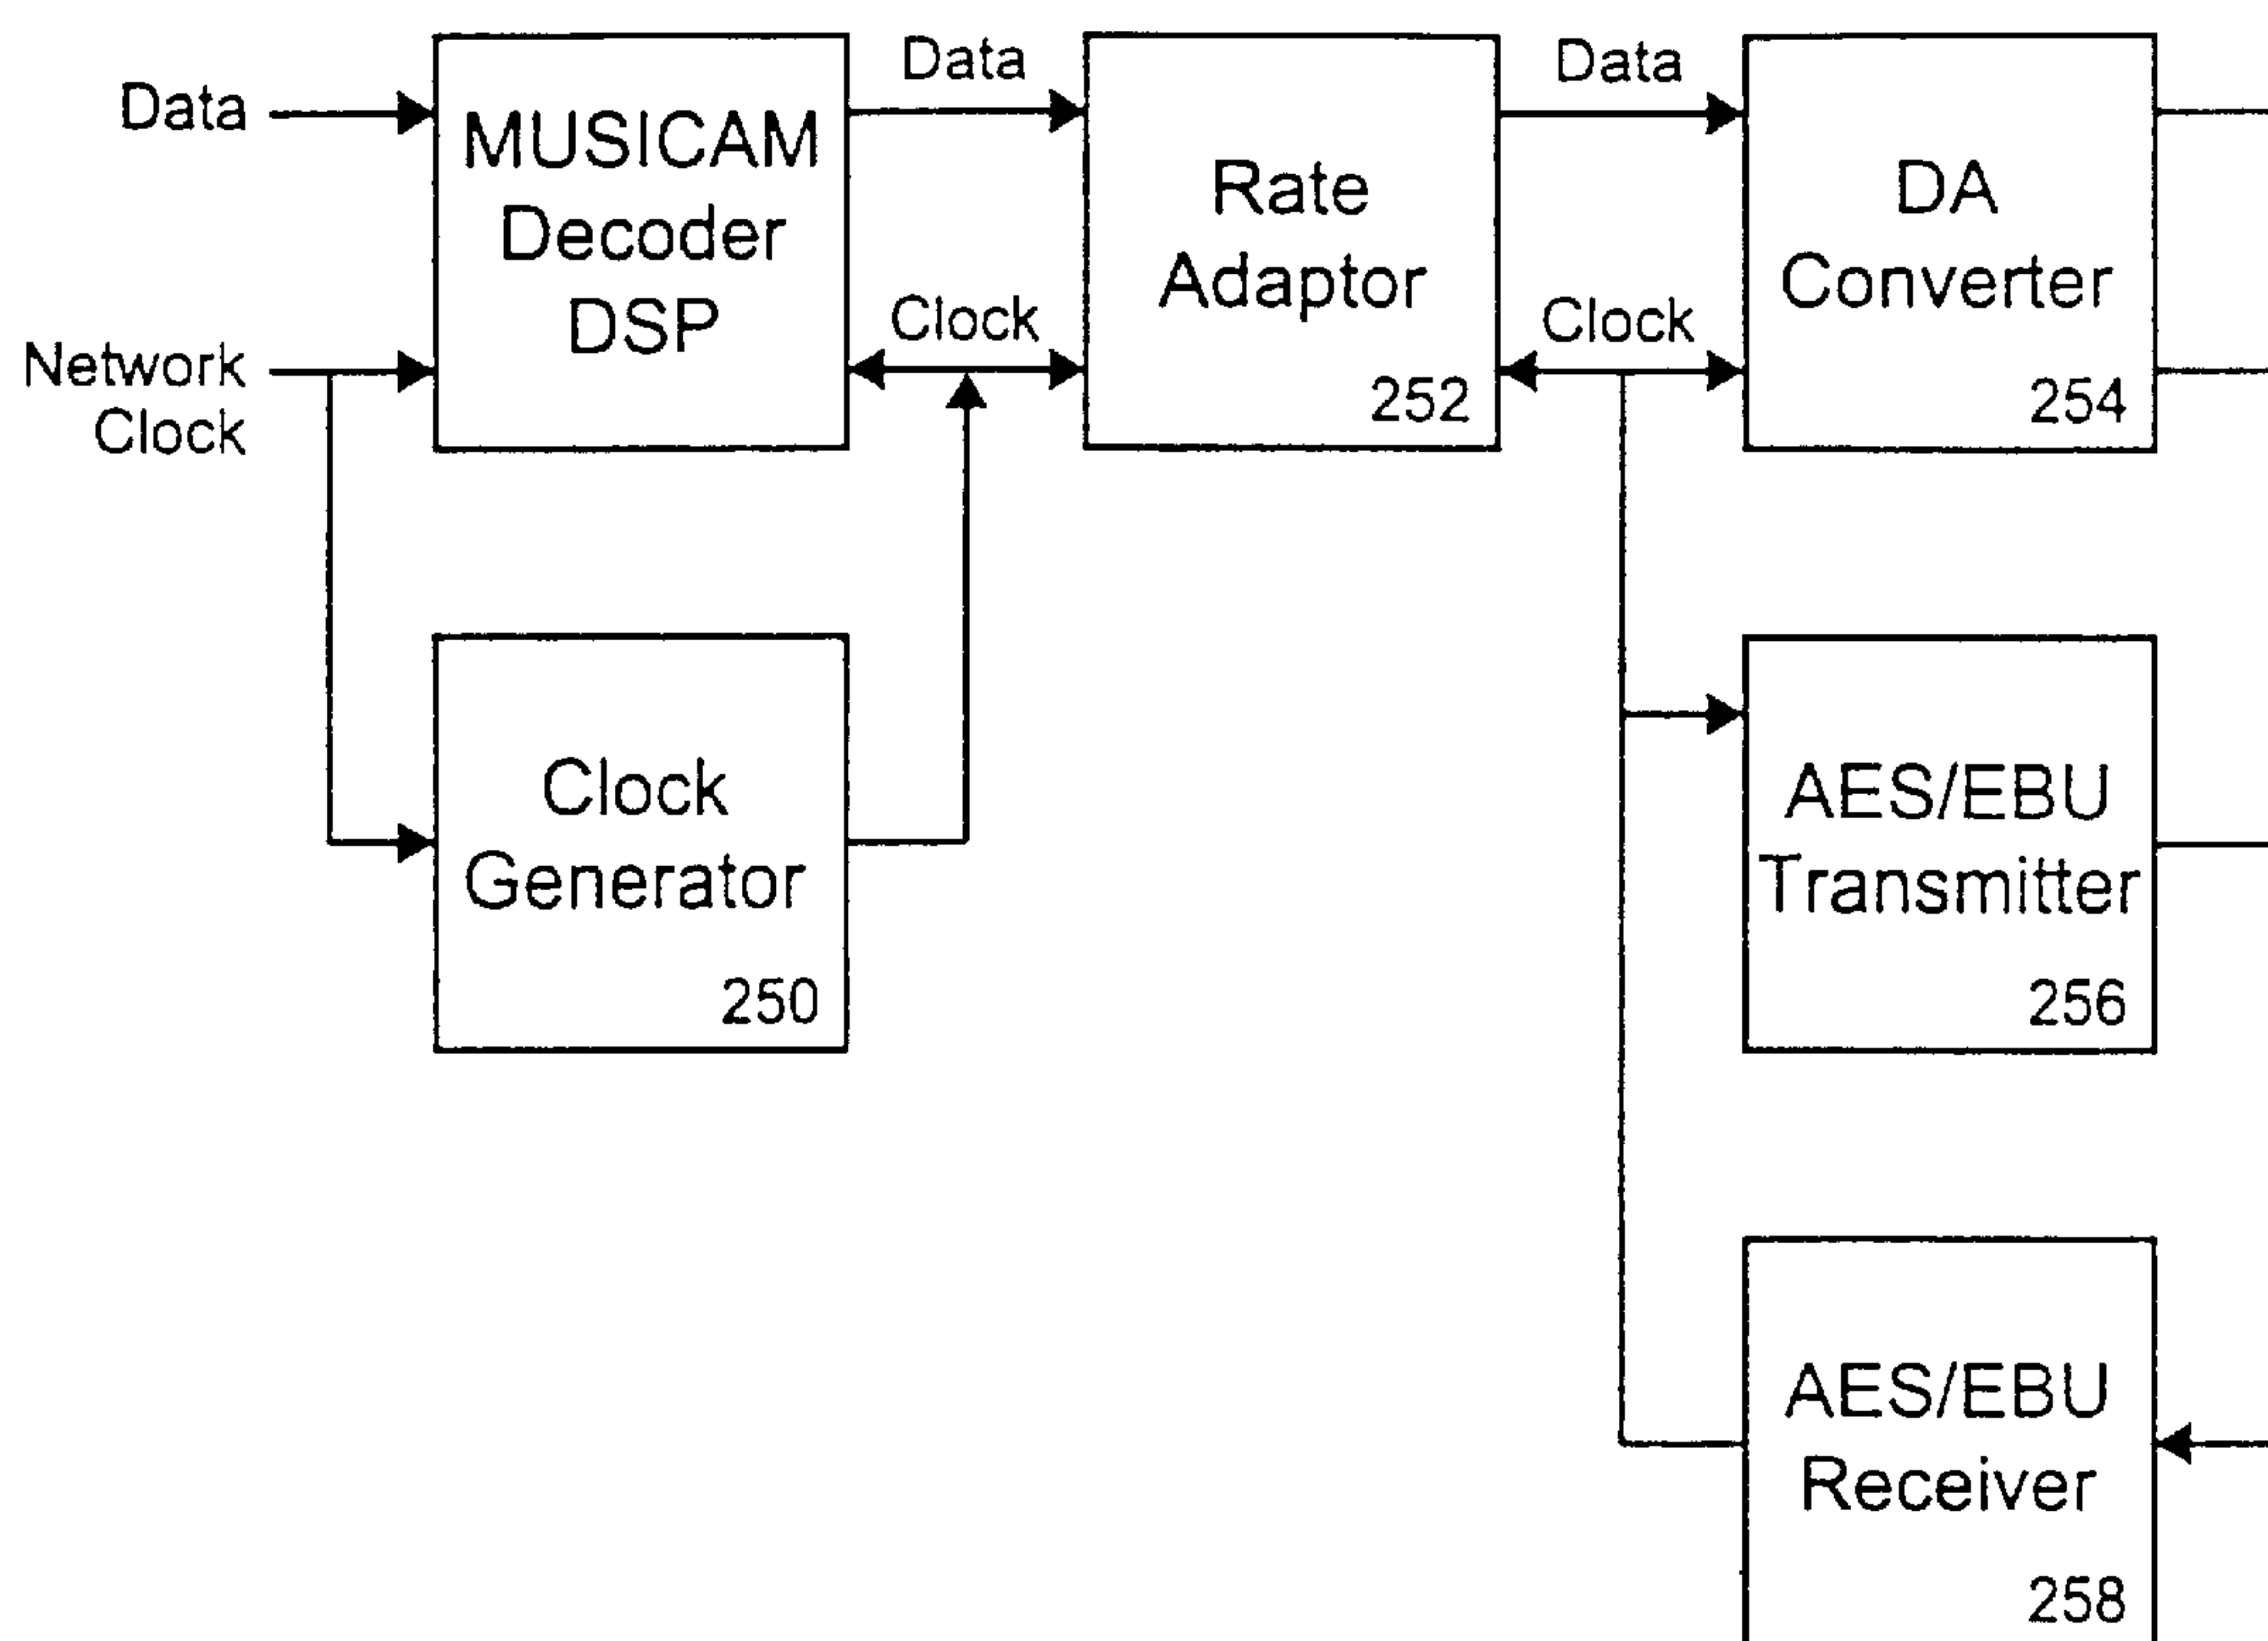 Data
Network
Clock
MUSICAM
Decoder
DSP
Data
Clock
Rate
Adaptor
252
Data
Clock
DA
Converter
254
Clock
Generator
250
AES/EBU
Transmitter
256
AES/EBU
Receiver
258